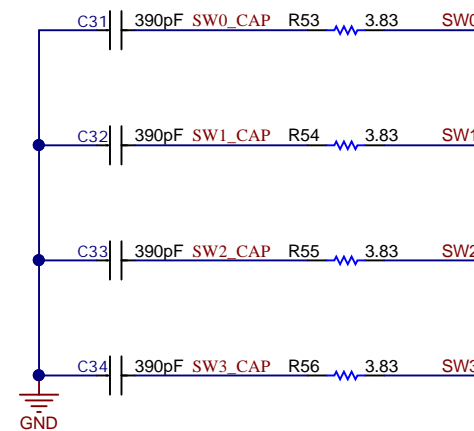 C31 390pF SW0_CAP R53 3.83 SW0
C32 390pF SW1_CAP R54 3.83 SW1
C33 390pF SW2_CAP R55 3.83 SW2
C34 390pF SW3_CAP R56 3.83 SW3
GND